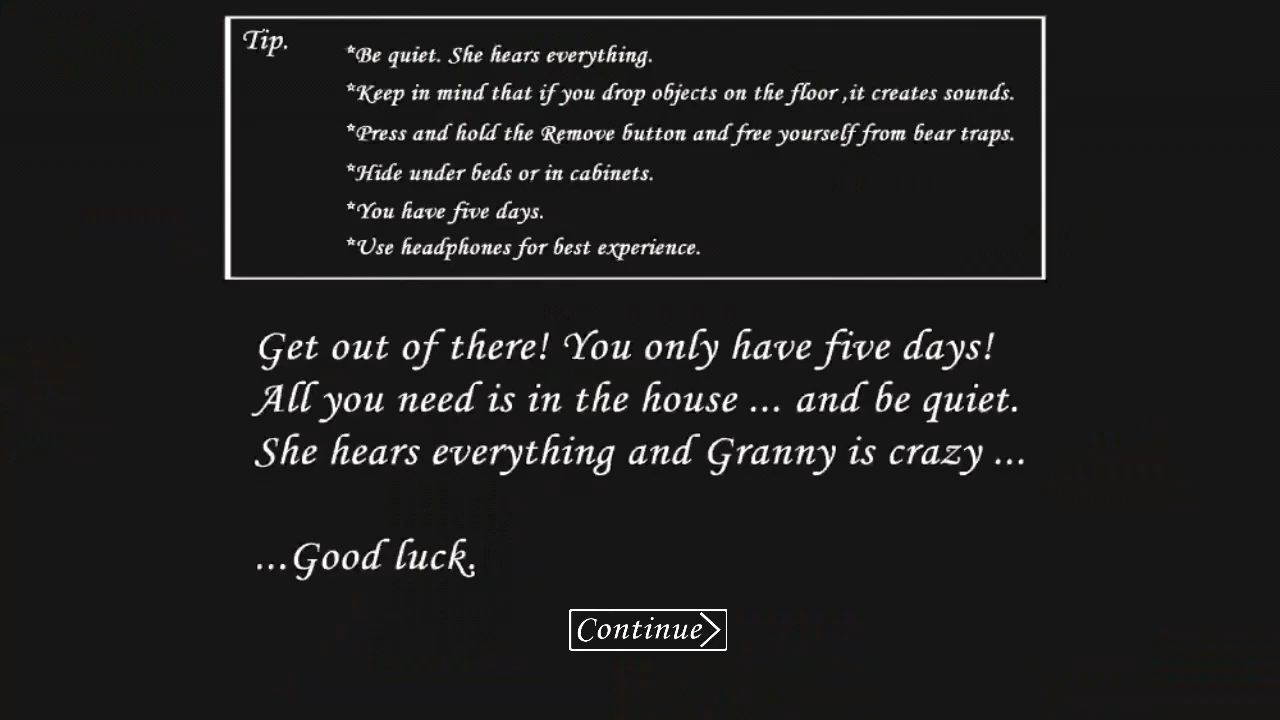 Tip.
*Be quiet. She hears everything.
*Keep in mind that if you drop objects on the floor ,it creates sounds.
*Press and hold the Remove button and free yourself from bear traps.
*Hide under beds or in cabinets.
*You have five days.
*Use headphones for best experience.
Get out of there! You only have five days!
All you need is in the house ... and be quiet.
She hears everything and Granny is crazy ...
...Good luck.
Continue